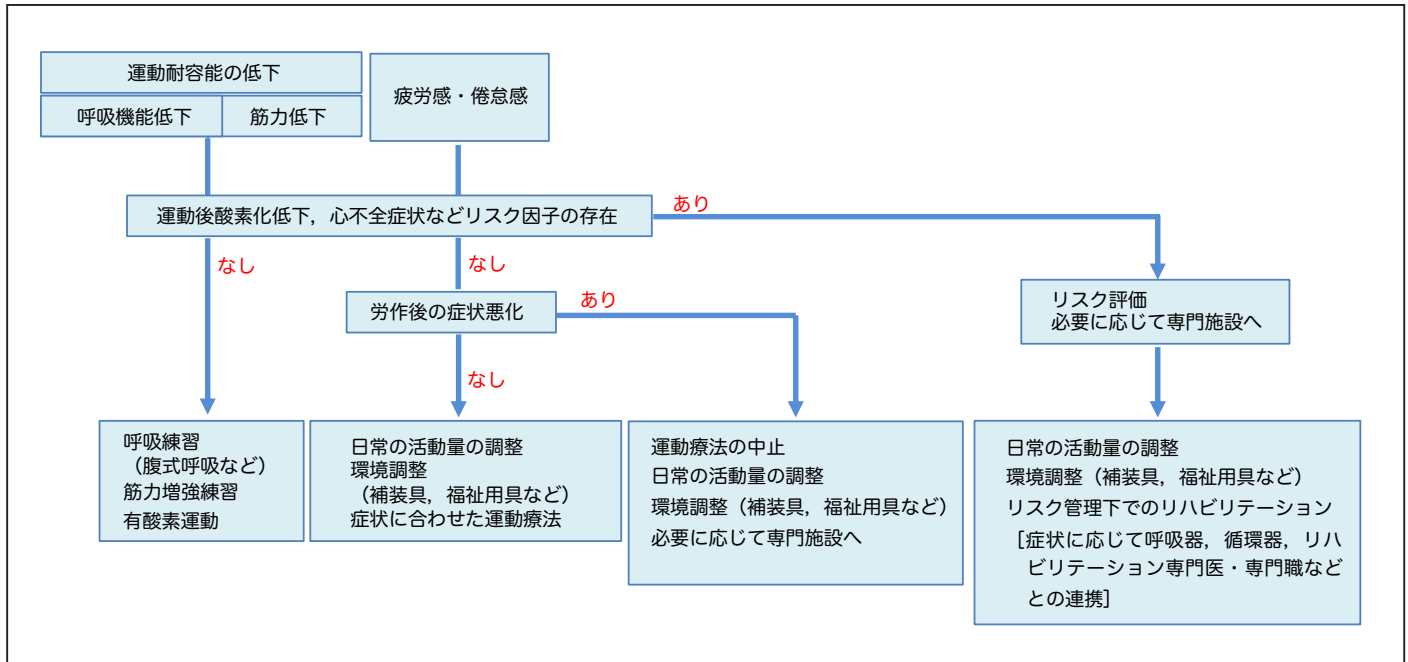 運動耐容能の低下
呼吸機能低下
筋力低下
疲労感・倦怠感
運動後酸素化低下，心不全症状などリスク因子の存在
あり
なし
なし
労作後の症状悪化
あり
リスク評価
必要に応じて専門施設へ
なし
呼吸練習
（腹式呼吸など）
筋力増強練習
有酸素運動
日常の活動量の調整
環境調整
（補装具，福祉用具など）
症状に合わせた運動療法
運動療法の中止
日常の活動量の調整
環境調整（補装具，福祉用具など）
必要に応じて専門施設へ
日常の活動量の調整
環境調整（補装具，福祉用具など）
リスク管理下でのリハビリテーション
［症状に応じて呼吸器，循環器，リハ
ビリテーション専門医・専門職など
との連携］